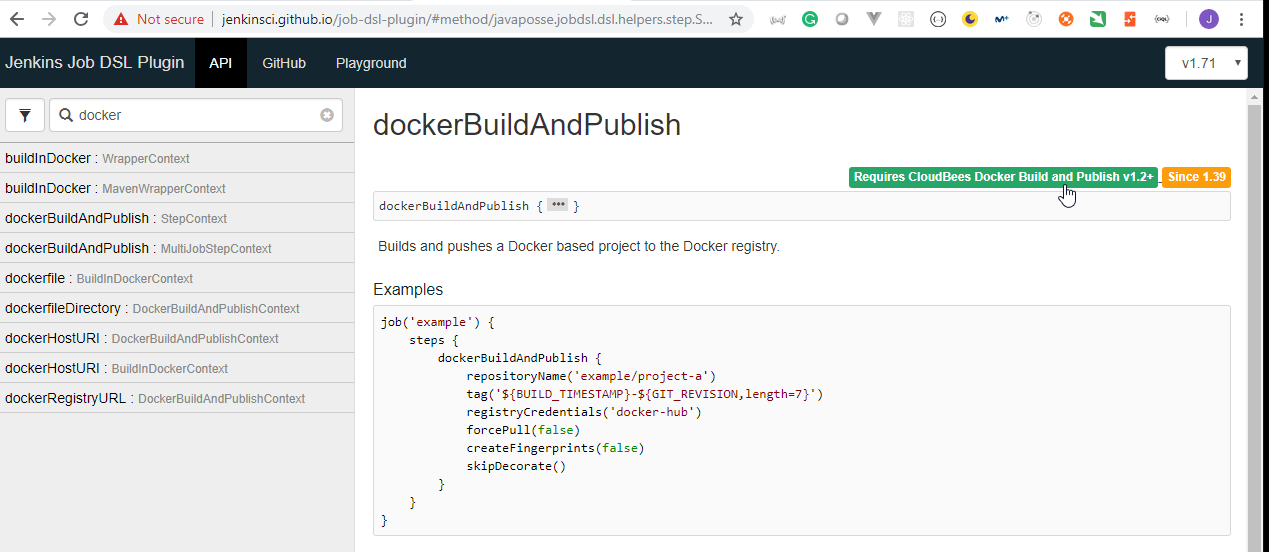 Not secure | jenkinsci.github.io/job-dsl-plugin/#method/javaposse.jobdsl.dsl.helpers.step.S...
Jenkins Job DSL Plugin API GitHub Playground v1.71
docker
buildInDocker : WrapperContext
buildInDocker : MavenWrapperContext
dockerBuildAndPublish : StepContext
dockerBuildAndPublish : MultiJobStepContext
dockerfile : BuildInDockerContext
dockerfileDirectory : DockerBuildAndPublishContext
dockerHostURI : DockerBuildAndPublishContext
dockerHostURI : BuildInDockerContext
dockerRegistryURL : DockerBuildAndPublishContext
dockerBuildAndPublish
Requires CloudBees Docker Build and Publish v1.2+ Since 1.39
dockerBuildAndPublish { ••• }
Builds and pushes a Docker based project to the Docker registry.
Examples
job('example') {
steps {
dockerBuildAndPublish {
repositoryName('example/project-a')
tag('${BUILD_TIMESTAMP}-${GIT_REVISION,length=7}')
registryCredentials('docker-hub')
forcePull(false)
createFingerprints(false)
skipDecorate()
}
}
}